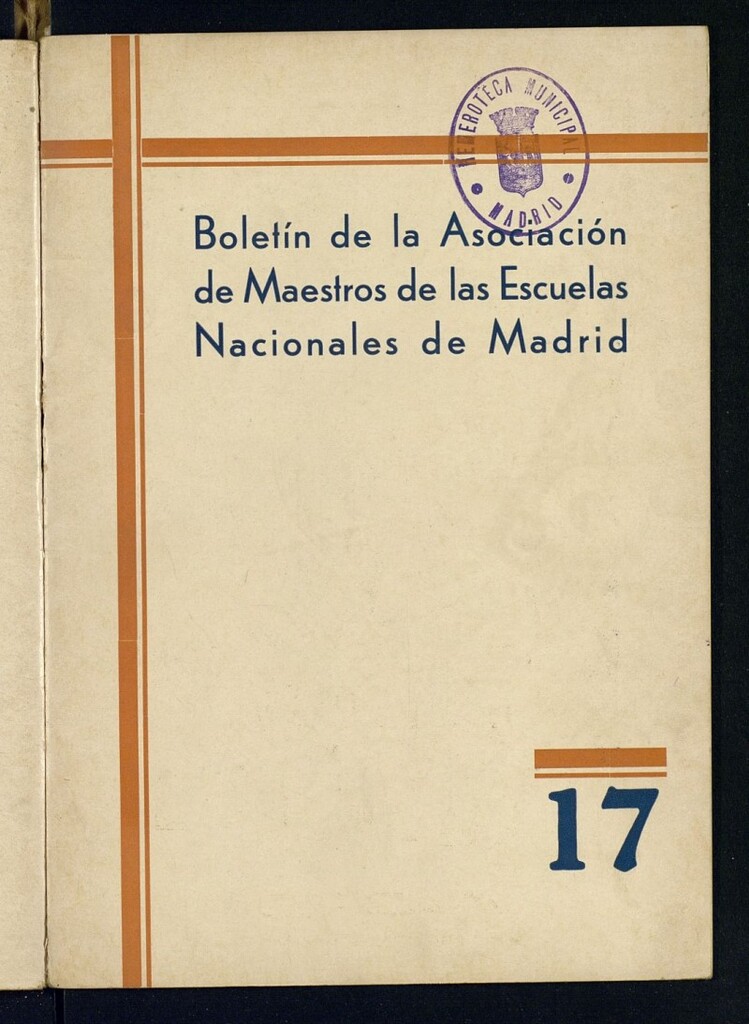 HEMEROTECA MUNICIPAL
MADRID
Boletín de la Asociación
de Maestros de las Escuelas
Nacionales de Madrid
17